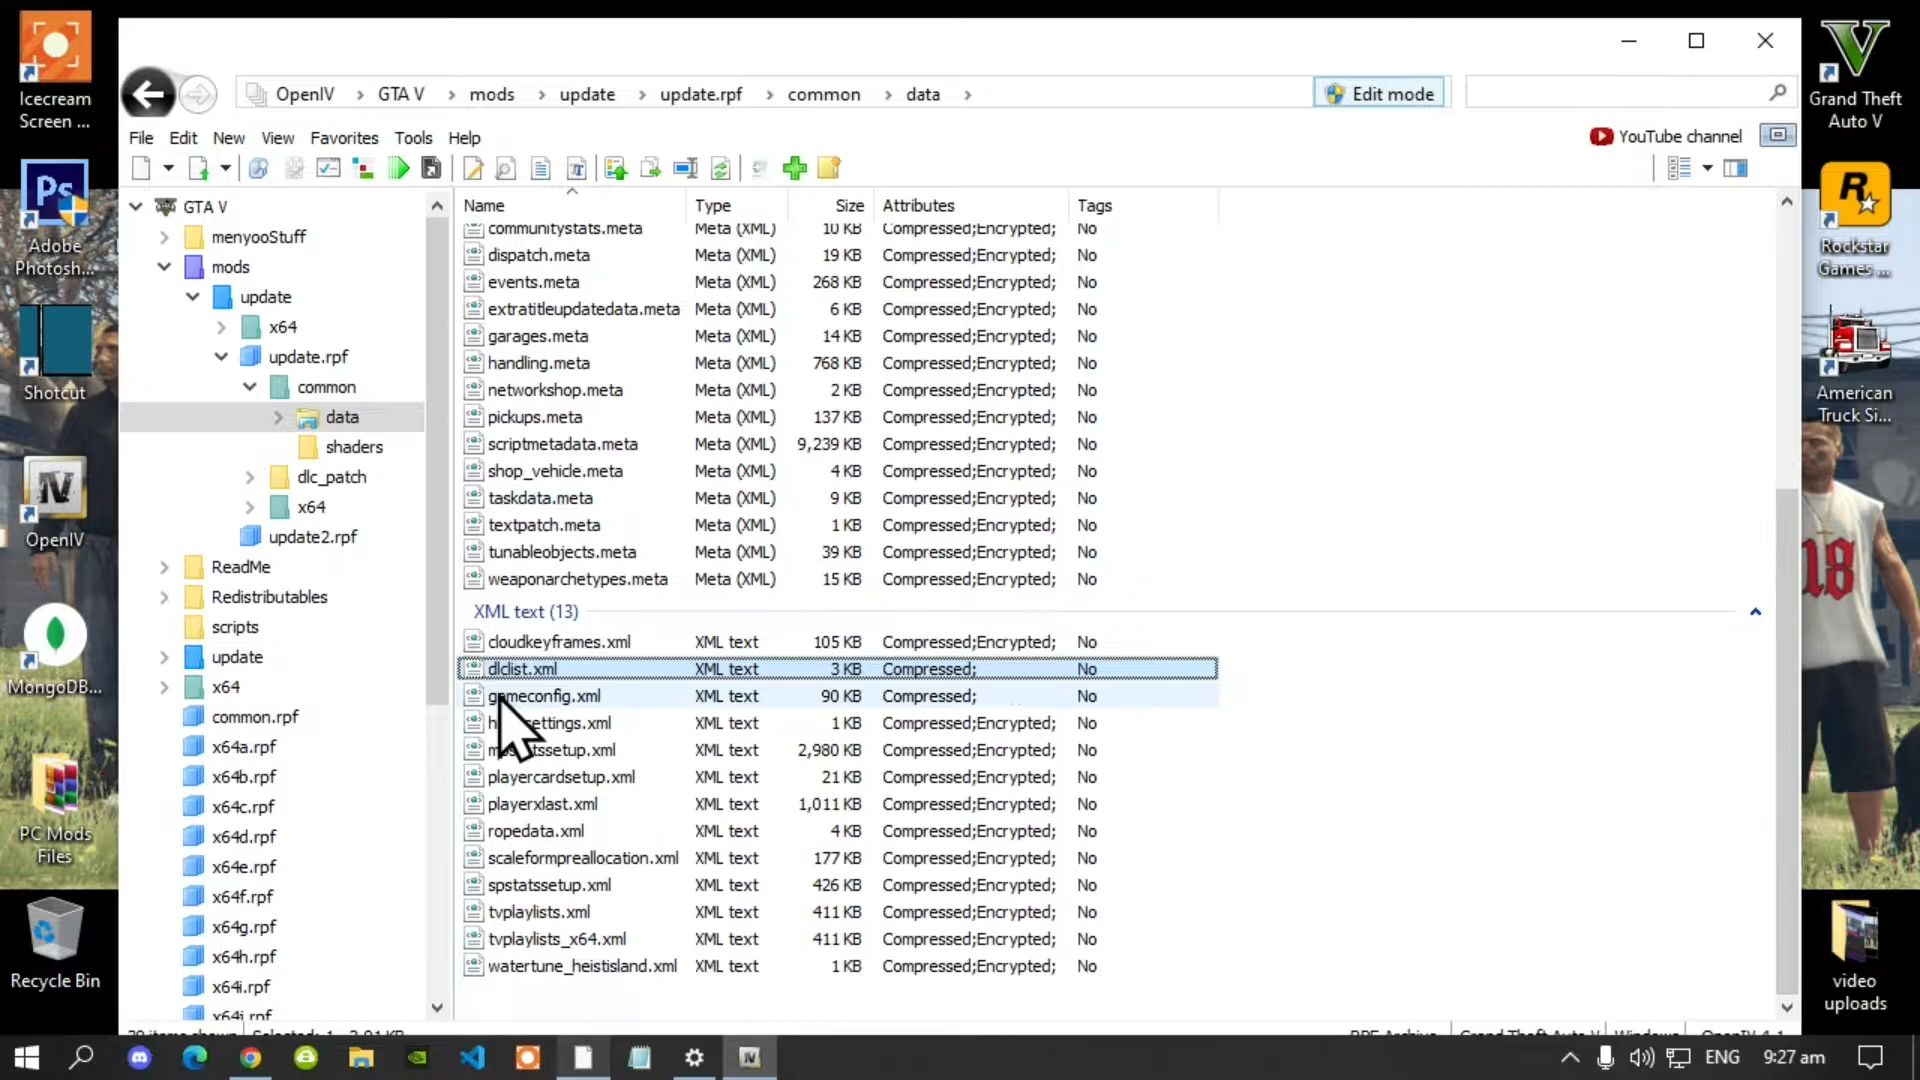 Icecream
Screen ...
Ps
Adobe
Photosh...
Shotcut
IV
OpenIV
MongoDB...
PC Mods
Files
Recycle Bin
OpenIV
GTA V
mods
update
update.rpf
common
data
Edit mode
File
Edit
New
View
Favorites
Tools
Help
YouTube channel
GTA V
menyooStuff
mods
update
x64
update.rpf
common
data
shaders
dlc_patch
x64
update2.rpf
ReadMe
Redistributables
scripts
update
x64
common.rpf
x64a.rpf
x64b.rpf
x64c.rpf
x64d.rpf
x64e.rpf
x64f.rpf
x64g.rpf
x64h.rpf
x64i.rpf
x64j.rpf
Name Type Size Attributes Tags
communitystats.meta Meta (XML) 10 KB Compressed;Encrypted; No
dispatch.meta Meta (XML) 19 KB Compressed;Encrypted; No
events.meta Meta (XML) 268 KB Compressed;Encrypted; No
extratitleupdatedata.meta Meta (XML) 6 KB Compressed;Encrypted; No
garages.meta Meta (XML) 14 KB Compressed;Encrypted; No
handling.meta Meta (XML) 768 KB Compressed;Encrypted; No
networkshop.meta Meta (XML) 2 KB Compressed;Encrypted; No
pickups.meta Meta (XML) 137 KB Compressed;Encrypted; No
scriptmetadata.meta Meta (XML) 9,239 KB Compressed;Encrypted; No
shop_vehicle.meta Meta (XML) 4 KB Compressed;Encrypted; No
taskdata.meta Meta (XML) 9 KB Compressed;Encrypted; No
textpatch.meta Meta (XML) 1 KB Compressed;Encrypted; No
tunableobjects.meta Meta (XML) 39 KB Compressed;Encrypted; No
weaponarchetypes.meta Meta (XML) 15 KB Compressed;Encrypted; No
XML text (13)
cloudkeyframes.xml XML text 105 KB Compressed;Encrypted; No
dlclist.xml XML text 3 KB Compressed; No
gameconfig.xml XML text 90 KB Compressed; No
XML text 1 KB Compressed;Encrypted; No
XML text 2,980 KB Compressed;Encrypted; No
playercardsetup.xml XML text 21 KB Compressed;Encrypted; No
playerxlast.xml XML text 1,011 KB Compressed;Encrypted; No
ropedata.xml XML text 4 KB Compressed;Encrypted; No
scaleformpreallocation.xml XML text 177 KB Compressed;Encrypted; No
spstatssetup.xml XML text 426 KB Compressed;Encrypted; No
tvplaylists.xml XML text 411 KB Compressed;Encrypted; No
tvplaylists_x64.xml XML text 411 KB Compressed;Encrypted; No
watertune_heistisland.xml XML text 1 KB Compressed;Encrypted; No
Grand Theft
Auto V
Rockstar
Games ...
American
Truck Si...
18
video
uploads
ENG
9:27 am